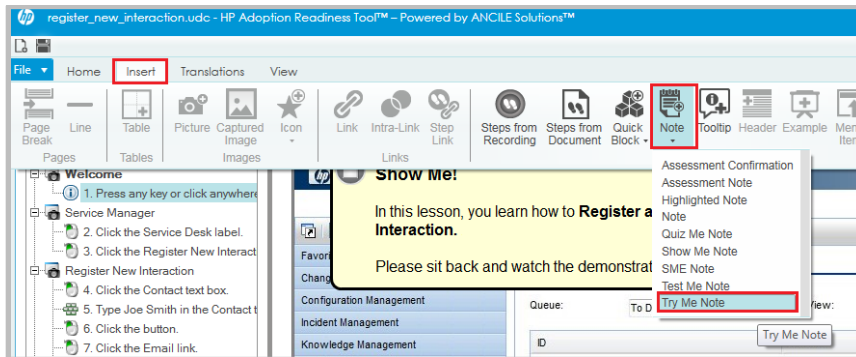 hp register_new_interaction.udc - HP Adoption Readiness Tool™ – Powered by ANCILE Solutions™
File Home Insert Translations View
Page Break
Line
Table
Picture
Captured Image
Icon
Link
Intra-Link
Step Link
Steps from Recording
Steps from Document
Quick Block
Note
Tooltip
Header
Example
Pages Tables Images Links
Welcome
1. Press any key or click anywhere
Service Manager
2. Click the Service Desk label.
3. Click the Register New Interact
Register New Interaction
4. Click the Contact text box.
5. Type Joe Smith in the Contact t
6. Click the button.
7. Click the Email link.
hp
Show Me!
In this lesson, you learn how to Register a
Interaction.
Please sit back and watch the demonstrat
Favori
Chang
Configuration Management
Incident Management
Knowledge Management
Queue: To D
iew:
ID
Assessment Confirmation
Assessment Note
Highlighted Note
Note
Quiz Me Note
Show Me Note
SME Note
Test Me Note
Try Me Note
Try Me Note